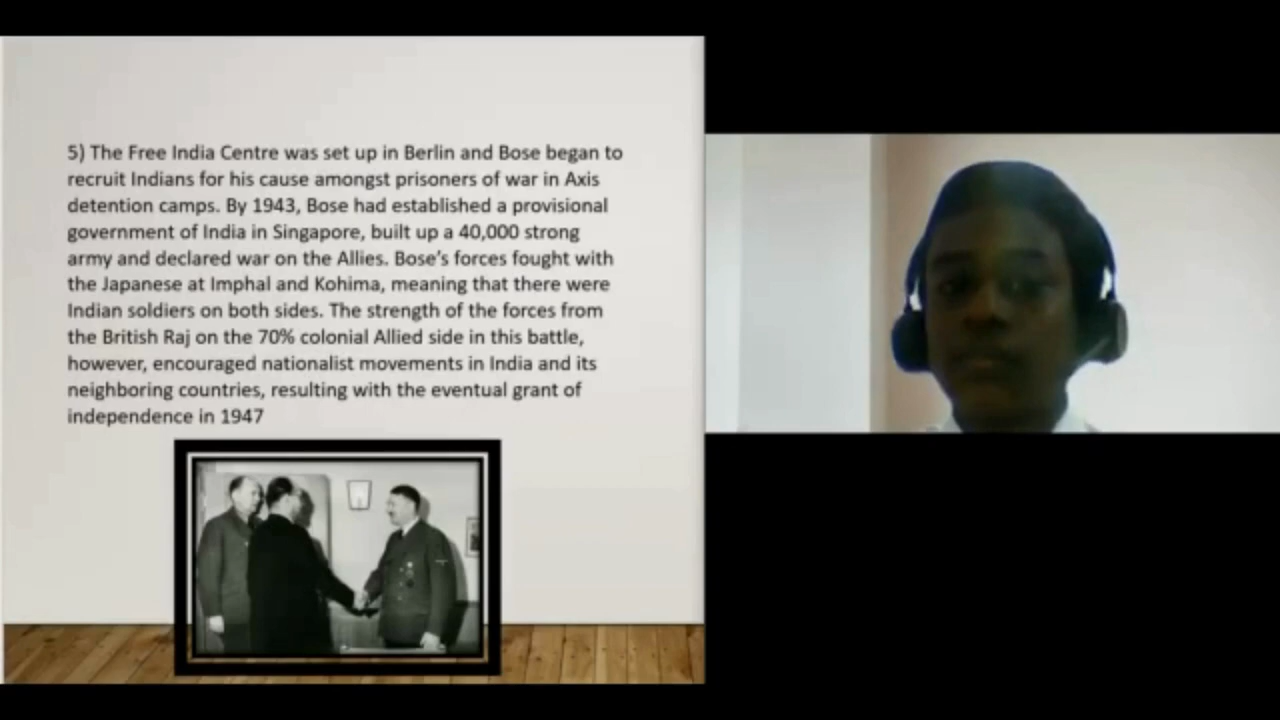 5) The Free India Centre was set up in Berlin and Bose began to
recruit Indians for his cause amongst prisoners of war in Axis
detention camps. By 1943, Bose had established a provisional
government of India in Singapore, built up a 40,000 strong
army and declared war on the Allies. Bose's forces fought with
the Japanese at Imphal and Kohima, meaning that there were
Indian soldiers on both sides. The strength of the forces from
the British Raj on the 70% colonial Allied side in this battle,
however, encouraged nationalist movements in India and its
neighboring countries, resulting with the eventual grant of
independence in 1947